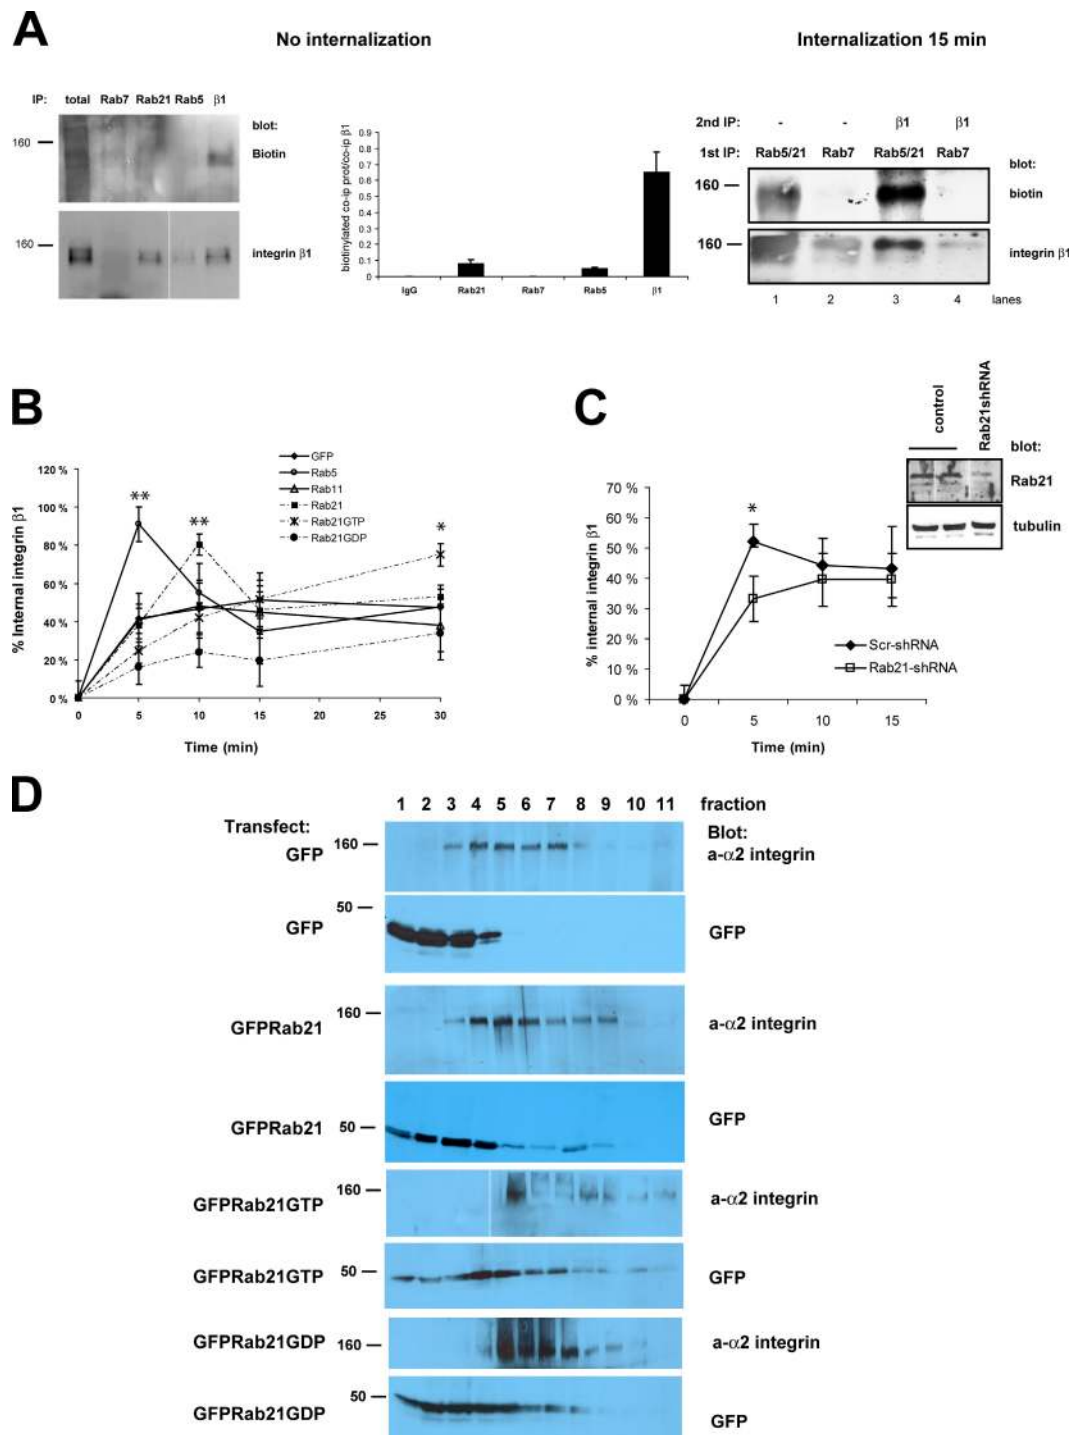 A
No internalization
Internalization 15 min
IP: total Rab7 Rab21 Rab5 β1
blot:
160
Biotin
160
integrin β1
biotinylated co-ip prot/co-ip β1
0.9
0.8
0.7
0.6
0.5
0.4
0.3
0.2
0.1
0
IgG Rab21 Rab7 Rab5 β1
2nd IP: - - β1 β1
1st IP: Rab5/21 Rab7 Rab5/21 Rab7
blot:
160
biotin
160
integrin β1
1 2 3 4 lanes
B
% Internal integrin β1
120 %
100 %
80 %
60 %
40 %
20 %
0 %
GFP
Rab5
Rab11
Rab21
Rab21GTP
Rab21GDP
**
**
*
0 5 10 15 20 25 30
Time (min)
C
control
Rab21shRNA
blot:
Rab21
tubulin
% internal integrin β1
70 %
60 %
50 %
40 %
30 %
20 %
10 %
0 %
*
Scr-shRNA
Rab21-shRNA
0 5 10 15
Time (min)
D
1 2 3 4 5 6 7 8 9 10 11 fraction
Transfect:
Blot:
GFP 160 a-α2 integrin
50
GFP GFP
160
GFPRab21 a-α2 integrin
GFPRab21 50 GFP
160
GFPRab21GTP a-α2 integrin
GFPRab21GTP 50 GFP
GFPRab21GDP 160 a-α2 integrin
50
GFPRab21GDP GFP